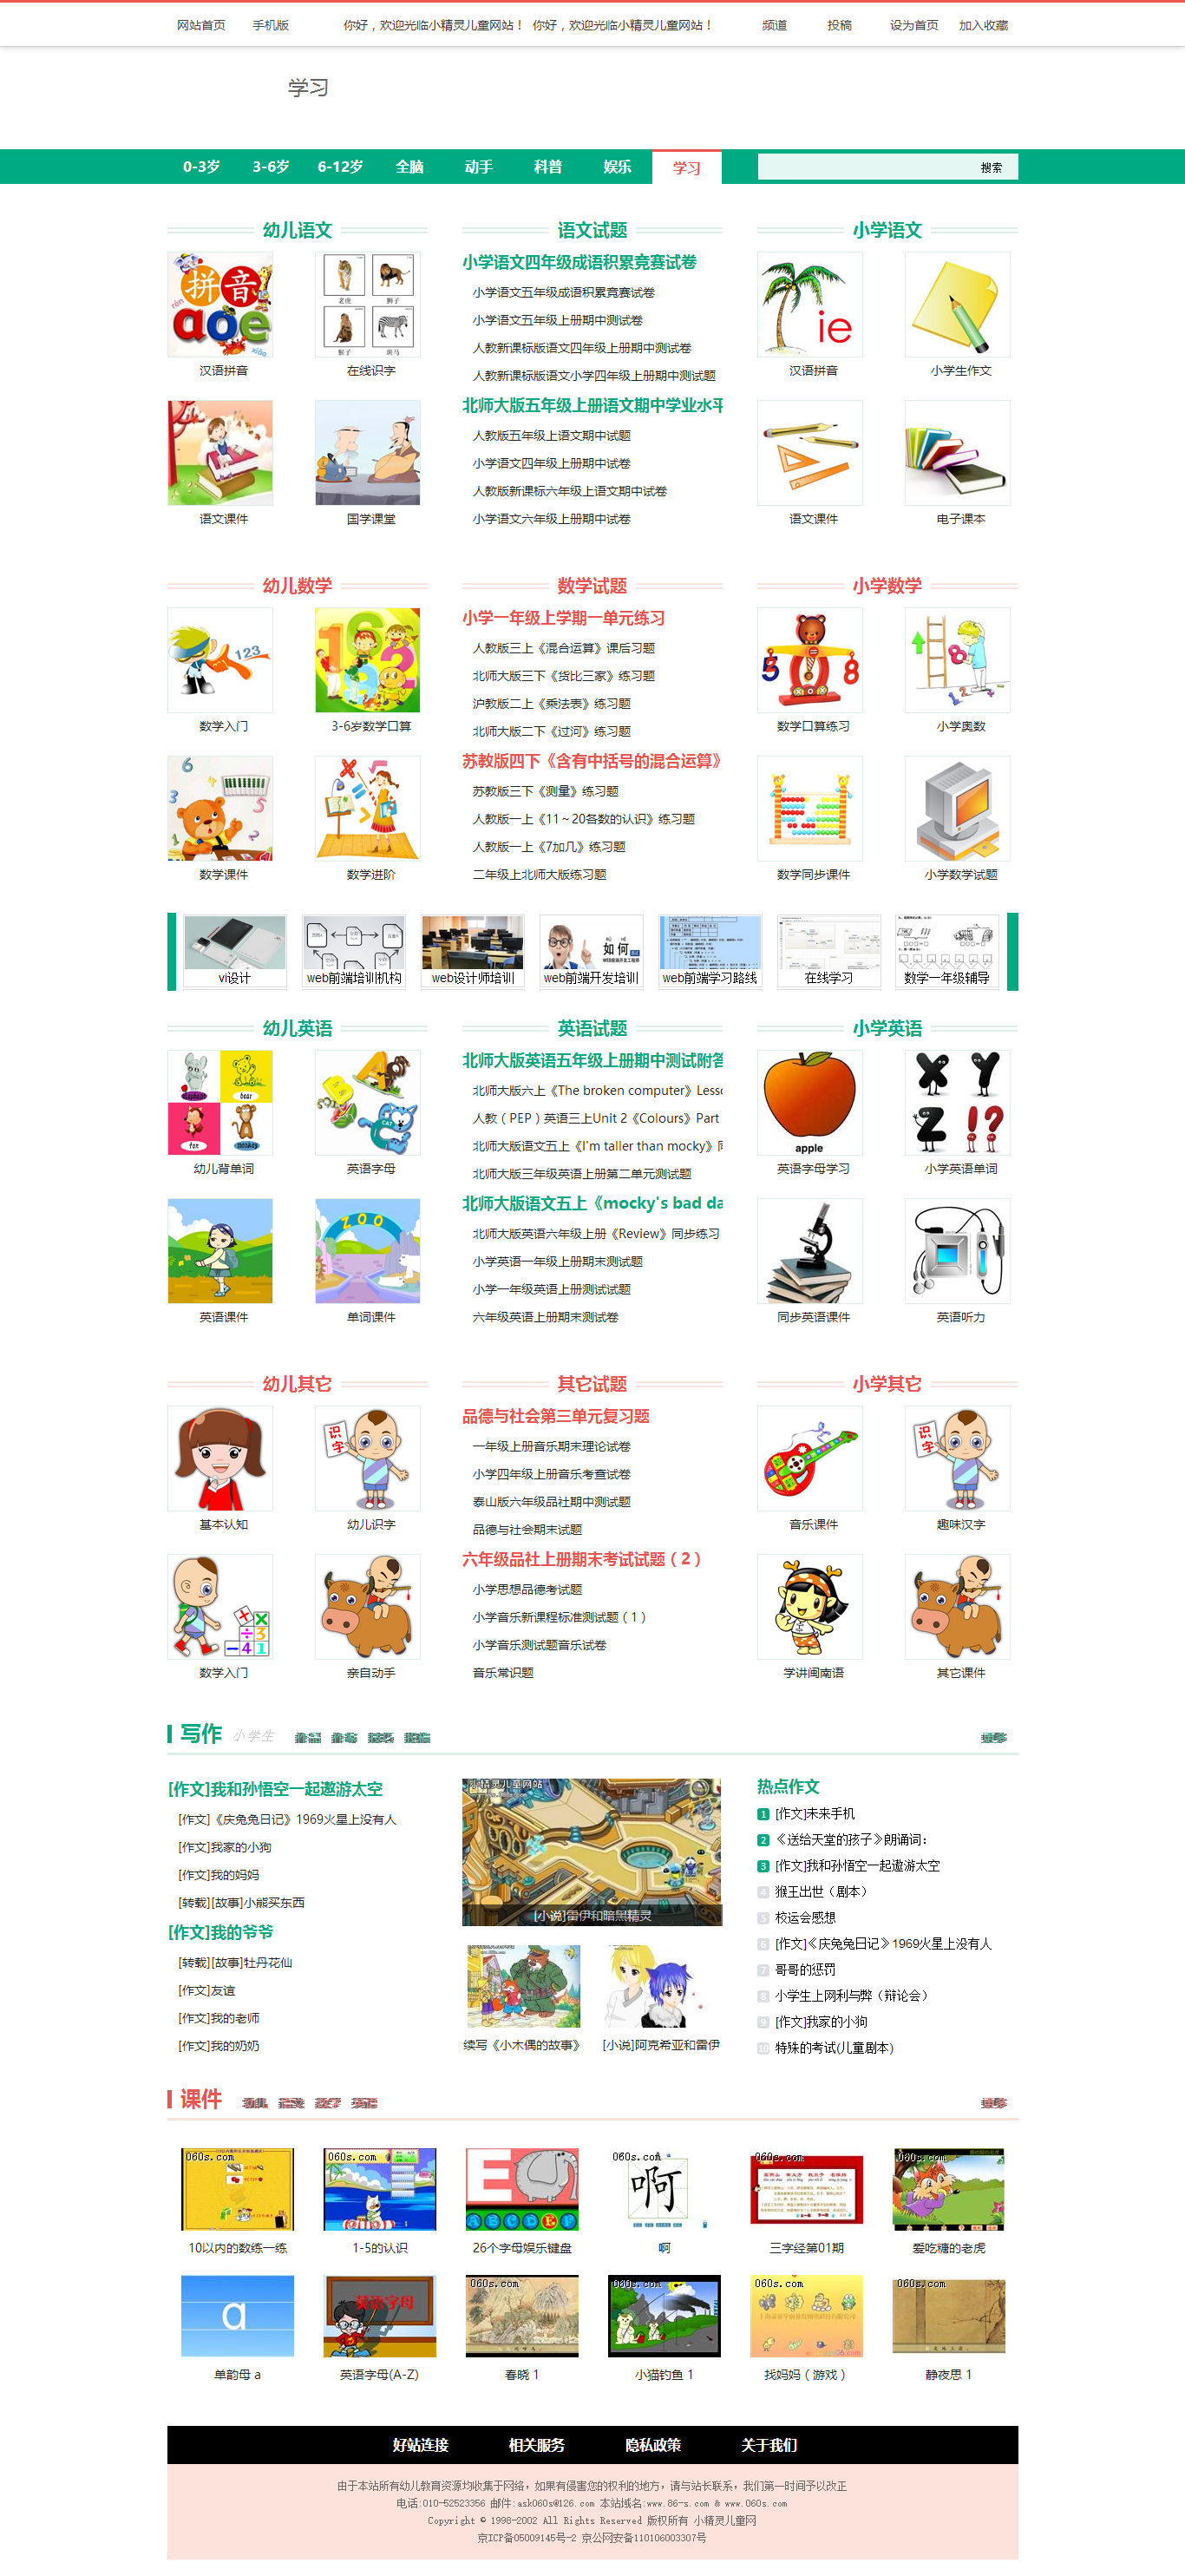 网站首页 手机版 你好，欢迎光临小精灵儿童网站！ 你好，欢迎光临小精灵儿童网站！ 频道 投稿 设为首页 加入收藏
学习
0-3岁 3-6岁 6-12岁 全脑 动手 科普 娱乐 学习 搜索
幼儿语文
汉语拼音 在线识字
语文课件 国学课堂
语文试题
小学语文四年级成语积累竞赛试卷
小学语文五年级成语积累竞赛试卷
小学语文五年级上册期中测试卷
人教新课标版语文四年级上册期中测试卷
人教新课标版语文小学四年级上册期中测试题
北师大版五年级上册语文期中学业水平
人教版五年级上语文期中试题
小学语文四年级上册期中试卷
人教版新课标六年级上语文期中试卷
小学语文六年级上册期中试卷
小学语文
ie
汉语拼音 小学生作文
语文课件 电子课本
幼儿数学
数学入门 3-6岁数学口算
数学课件 数学进阶
数学试题
小学一年级上学期一单元练习
人教版三上《混合运算》课后习题
北师大版三下《货比三家》练习题
沪教版二上《乘法表》练习题
北师大版二下《过河》练习题
苏教版四下《含有中括号的混合运算》
苏教版三下《测量》练习题
人教版一上《11～20各数的认识》练习题
人教版一上《7加几》练习题
二年级上北师大版练习题
小学数学
数学口算练习 小学奥数
数学同步课件 小学数学试题
vi设计 web前端培训机构 web设计师培训 web前端开发培训 web前端学习路线 在线学习 数学一年级辅导
幼儿英语
幼儿背单词 英语字母
英语课件 单词课件
英语试题
北师大版英语五年级上册期中测试附答
北师大版六上《The broken computer》Lesso
人教（PEP）英语三上Unit 2《Colours》Part
北师大版语文五上《I'm taller than mocky》同
北师大版三年级英语上册第二单元测试题
北师大版语文五上《mocky's bad da
北师大版英语六年级上册《Review》同步练习
小学英语一年级上册期末测试题
小学一年级英语上册测试试题
六年级英语上册期末测试卷
小学英语
apple
英语字母学习 小学英语单词
同步英语课件 英语听力
幼儿其它
基本认知 幼儿识字
数学入门 亲自动手
其它试题
品德与社会第三单元复习题
一年级上册音乐期末理论试卷
小学四年级上册音乐考查试卷
泰山版六年级品社期中测试题
品德与社会期末试题
六年级品社上册期末考试试题（2）
小学思想品德考试题
小学音乐新课程标准测试题（1）
小学音乐测试题音乐试卷
音乐常识题
小学其它
音乐课件 趣味汉字
学讲闽南语 其它课件
写作 小学生
[作文]我和孙悟空一起遨游太空
[作文]《庆兔兔日记》1969火星上没有人
[作文]我家的小狗
[作文]我的妈妈
[转载][故事]小熊买东西
[作文]我的爷爷
[转载][故事]牡丹花仙
[作文]友谊
[作文]我的老师
[作文]我的奶奶
小精灵儿童网站
[小说]雷伊和暗黑精灵
续写《小木偶的故事》 [小说]阿克希亚和雷伊
热点作文
1 [作文]未来手机
2 《送给天堂的孩子》朗诵词：
3 [作文]我和孙悟空一起遨游太空
4 猴王出世（剧本）
5 校运会感想
6 [作文]《庆兔兔日记》1969火星上没有人
7 哥哥的惩罚
8 小学生上网利与弊（辩论会）
9 [作文]我家的小狗
10 特殊的考试(儿童剧本)
课件
10以内的数练一练 1-5的认识 26个字母娱乐键盘 啊 三字经第01期 爱吃糖的老虎
单韵母 a 英语字母(A-Z) 春晓 1 小猫钓鱼 1 找妈妈（游戏） 静夜思 1
好站连接 相关服务 隐私政策 关于我们
由于本站所有幼儿教育资源均收集于网络，如果有侵害您的权利的地方，请与站长联系，我们第一时间予以改正
电话:010-52523356 邮件:ask060s@126.com 本站域名:www.86-s.com & www.060s.com
Copyright © 1998-2002 All Rights Reserved 版权所有 小精灵儿童网
京ICP备05009145号-2 京公网安备110106003307号